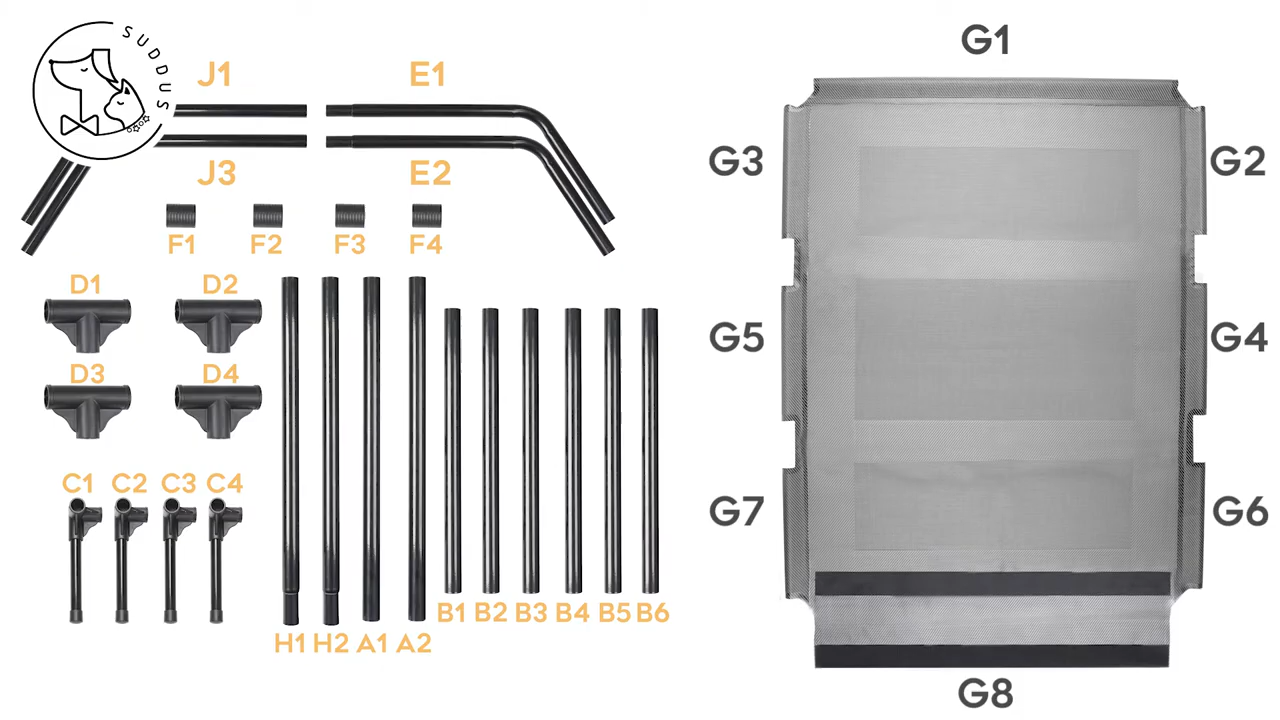 SUDDUS
J1 E1
J3 E2
F1 F2 F3 F4
D1 D2
D3 D4
C1 C2 C3 C4
B1 B2 B3 B4 B5 B6
H1 H2 A1 A2
G1
G3 G2
G5 G4
G7 G6
G8